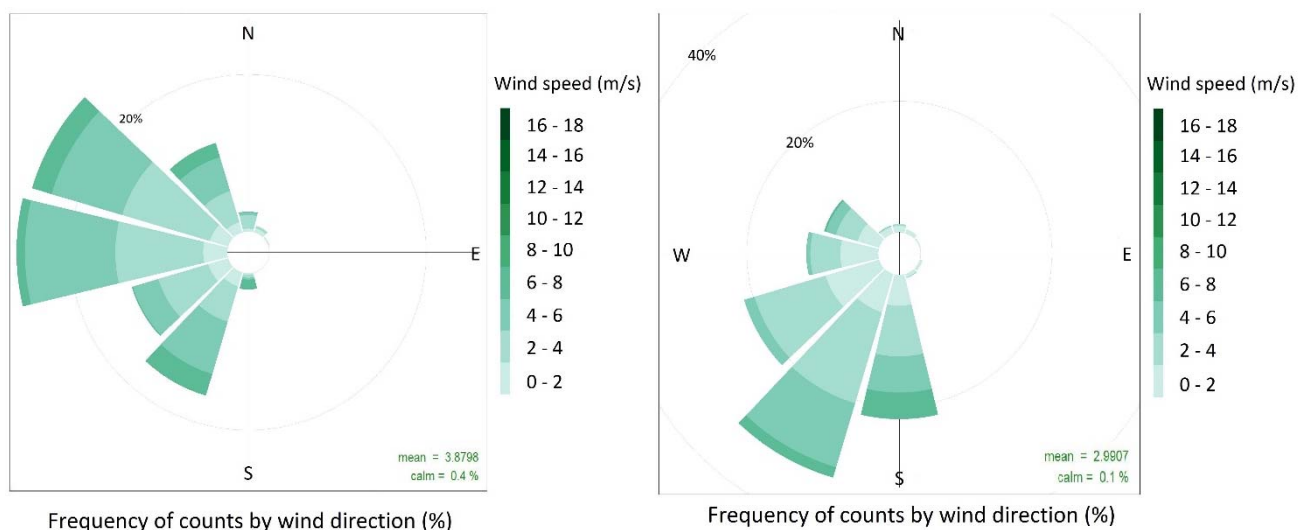 N
20%
E
S
mean = 3.8798
calm = 0.4 %
Frequency of counts by wind direction (%)
Wind speed (m/s)
16 - 18
14 - 16
12 - 14
10 - 12
8 - 10
6 - 8
4 - 6
2 - 4
0 - 2
40%
N
20%
W
E
S
mean = 2.9907
calm = 0.1 %
Frequency of counts by wind direction (%)
Wind speed (m/s)
16 - 18
14 - 16
12 - 14
10 - 12
8 - 10
6 - 8
4 - 6
2 - 4
0 - 2